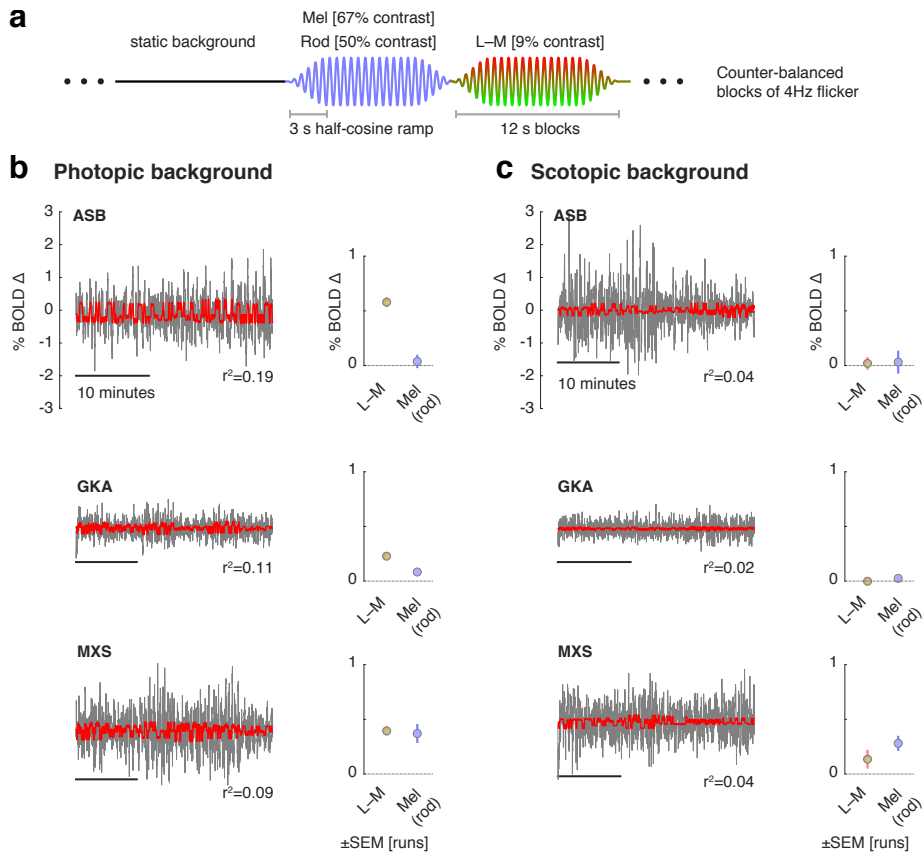 a
Mel [67% contrast]
static background
Rod [50% contrast]
L–M [9% contrast]
Counter-balanced
blocks of 4Hz flicker
3 s half-cosine ramp
12 s blocks
b Photopic background
c Scotopic background
ASB
3
2
1
0
-1
-2
-3
% BOLD Δ
10 minutes
r²=0.19
1
0
% BOLD Δ
L–M
Mel
(rod)
ASB
3
2
1
0
-1
-2
-3
% BOLD Δ
10 minutes
r²=0.04
1
0
% BOLD Δ
L–M
Mel
(rod)
GKA
r²=0.11
1
0
L–M
Mel
(rod)
GKA
r²=0.02
1
0
L–M
Mel
(rod)
MXS
r²=0.09
1
0
L–M
Mel
(rod)
±SEM [runs]
MXS
r²=0.04
1
0
L–M
Mel
(rod)
±SEM [runs]